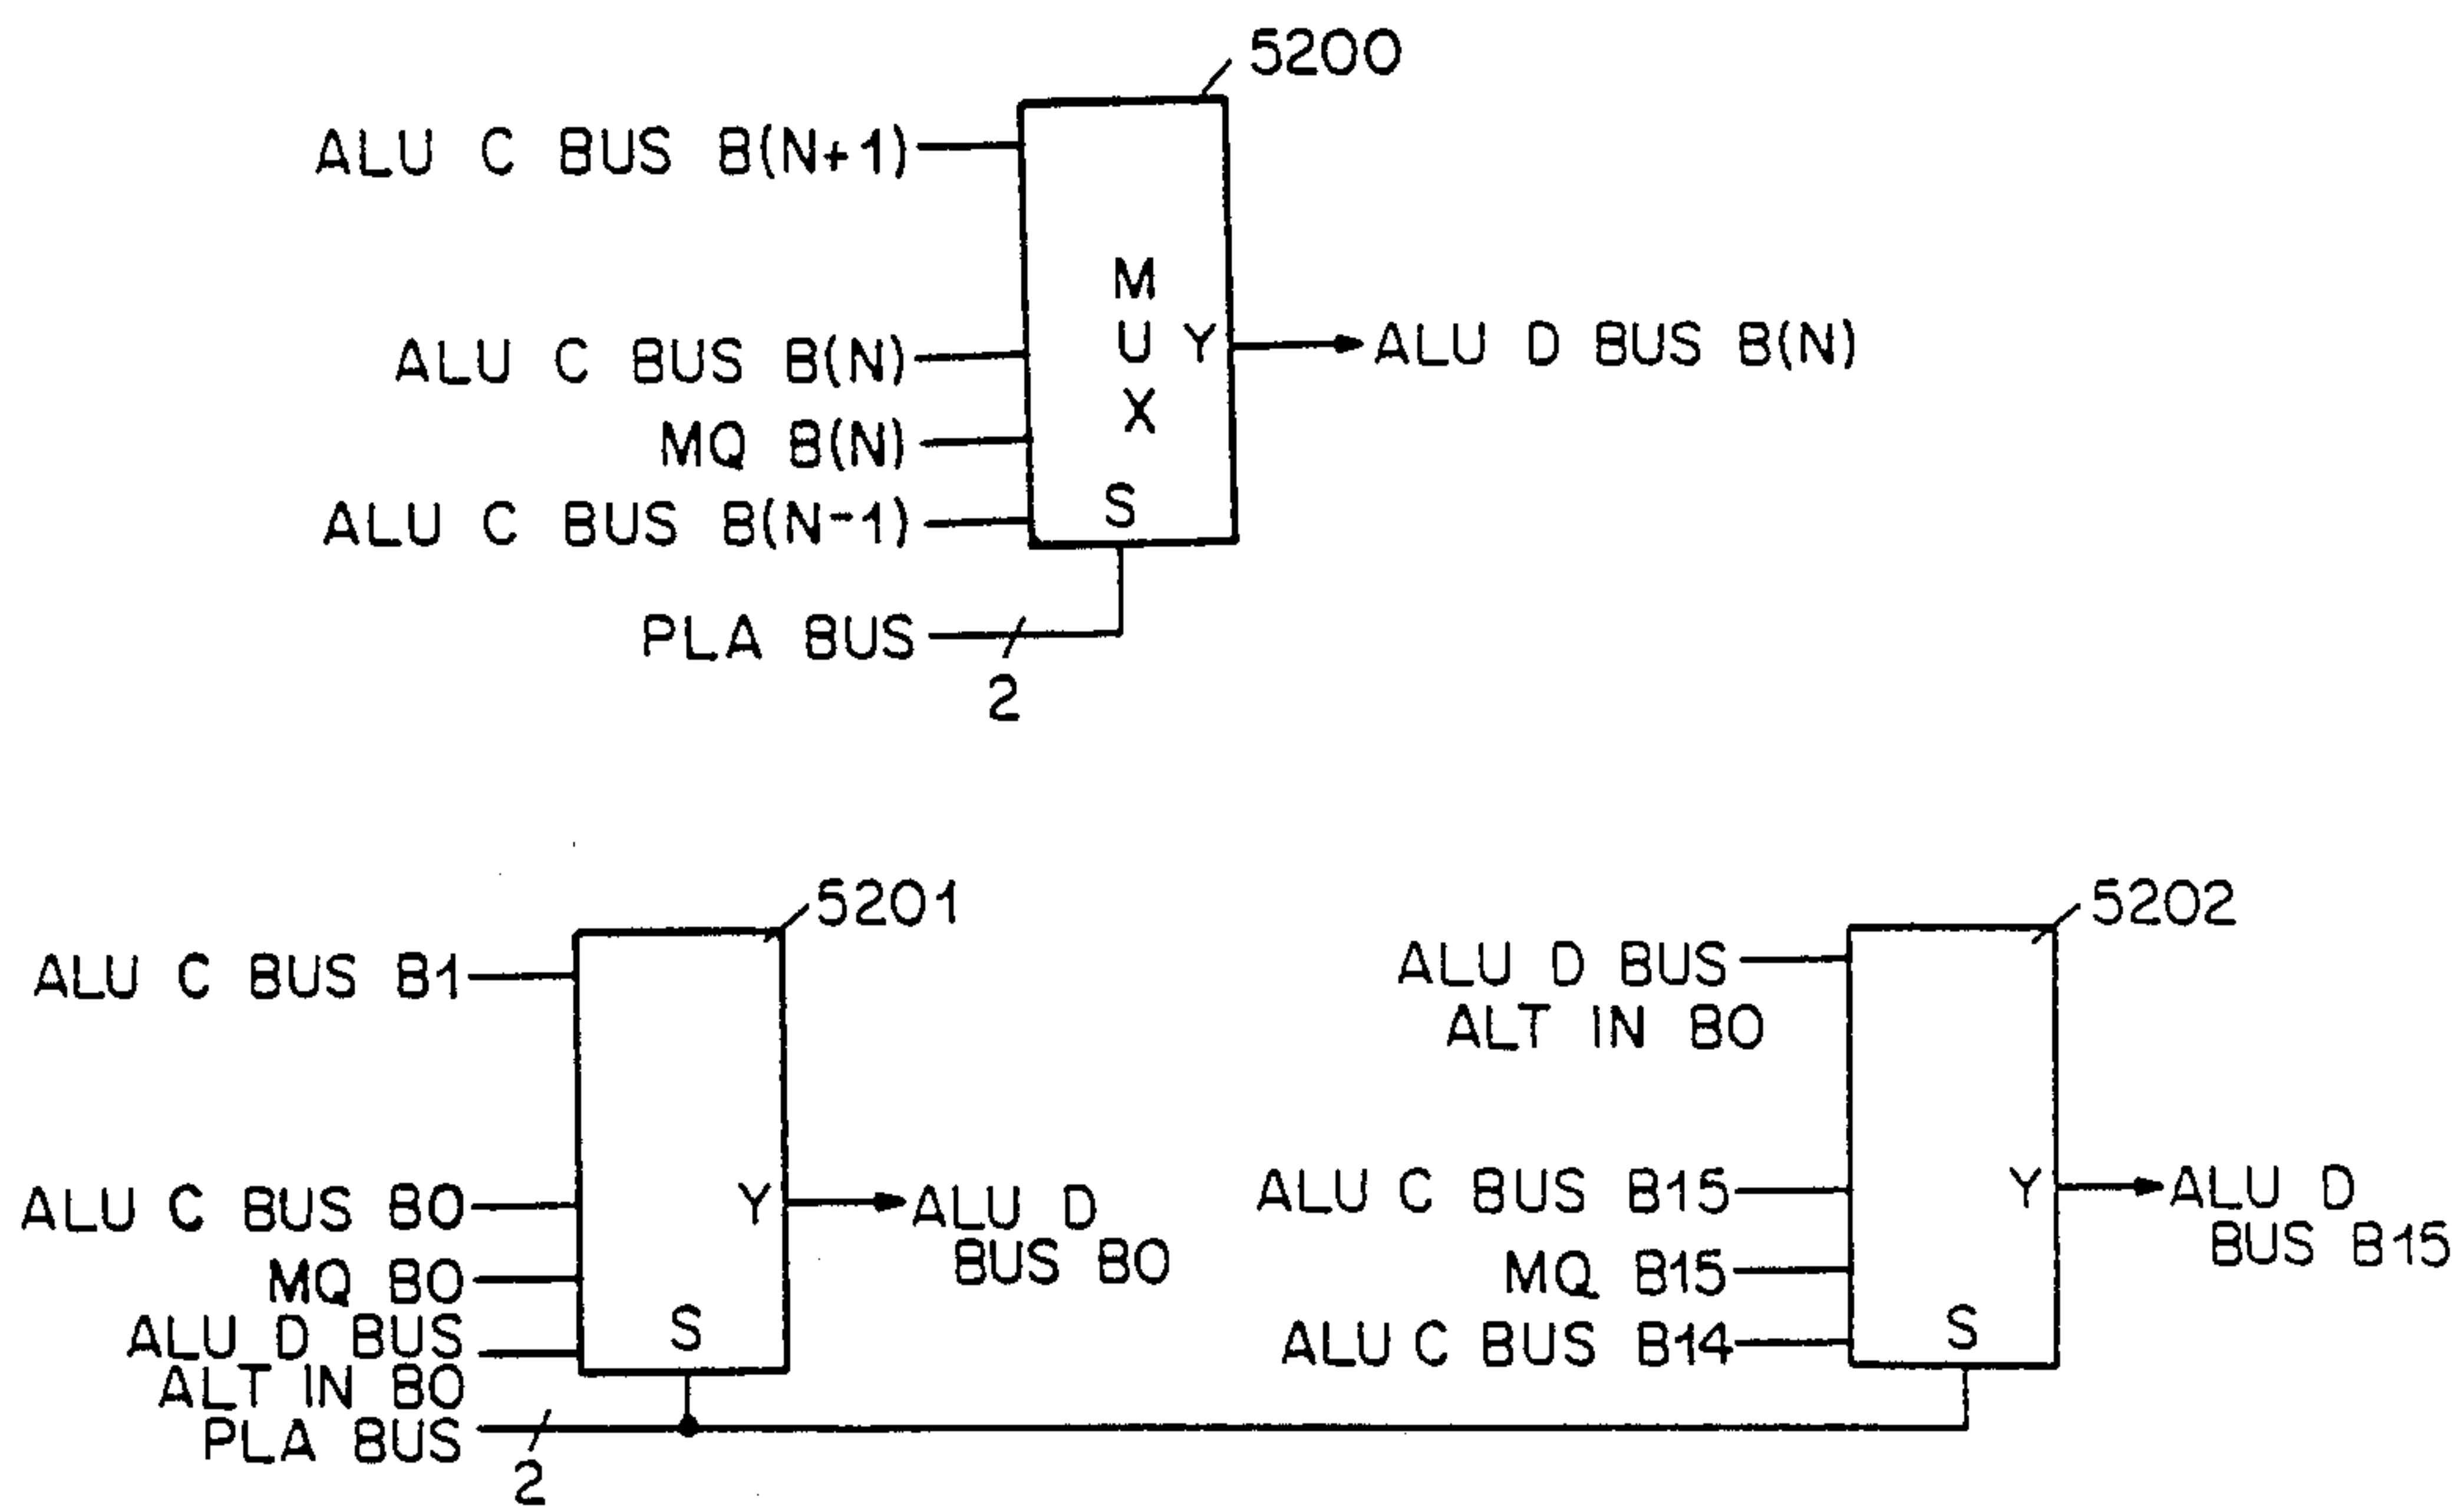 5200
ALU C BUS B(N+1)
M
U
X
Y
ALU D BUS B(N)
ALU C BUS B(N)
MQ B(N)
ALU C BUS B(N-1)
S
PLA BUS
2
5201
ALU C BUS B1
ALU C BUS B0
MQ B0
ALU D BUS
ALT IN B0
PLA BUS
2
S
Y
ALU D
BUS B0
5202
ALU D BUS
ALT IN B0
ALU C BUS B15
MQ B15
ALU C BUS B14
S
Y
ALU D
BUS B15